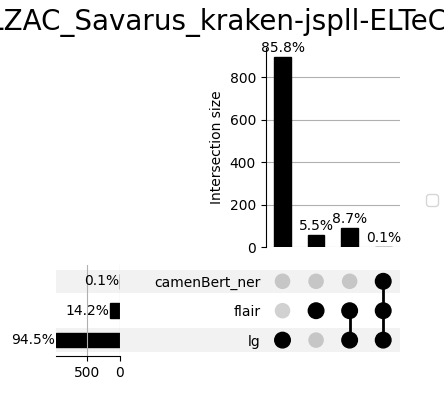 LZAC_Savarus_kraken-jspll-ELTeC
85.8%
800
600
400
200
0
Intersection size
5.5%
8.7%
0.1%
0.1%
camenBert_ner
14.2%
flair
94.5%
lg
500
0